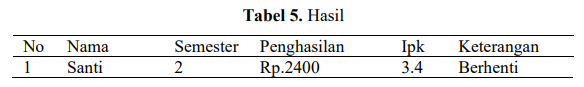 Tabel 5. Hasil
No Nama Semester Penghasilan Ipk Keterangan
1 Santi 2 Rp.2400 3.4 Berhenti